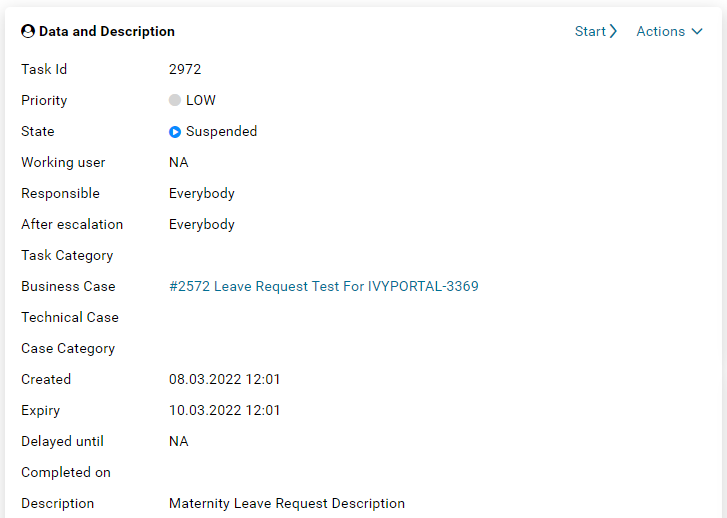 Data and Description Start Actions
Task Id 2972
Priority LOW
State Suspended
Working user NA
Responsible Everybody
After escalation Everybody
Task Category
Business Case #2572 Leave Request Test For IVYPORTAL-3369
Technical Case
Case Category
Created 08.03.2022 12:01
Expiry 10.03.2022 12:01
Delayed until NA
Completed on
Description Maternity Leave Request Description